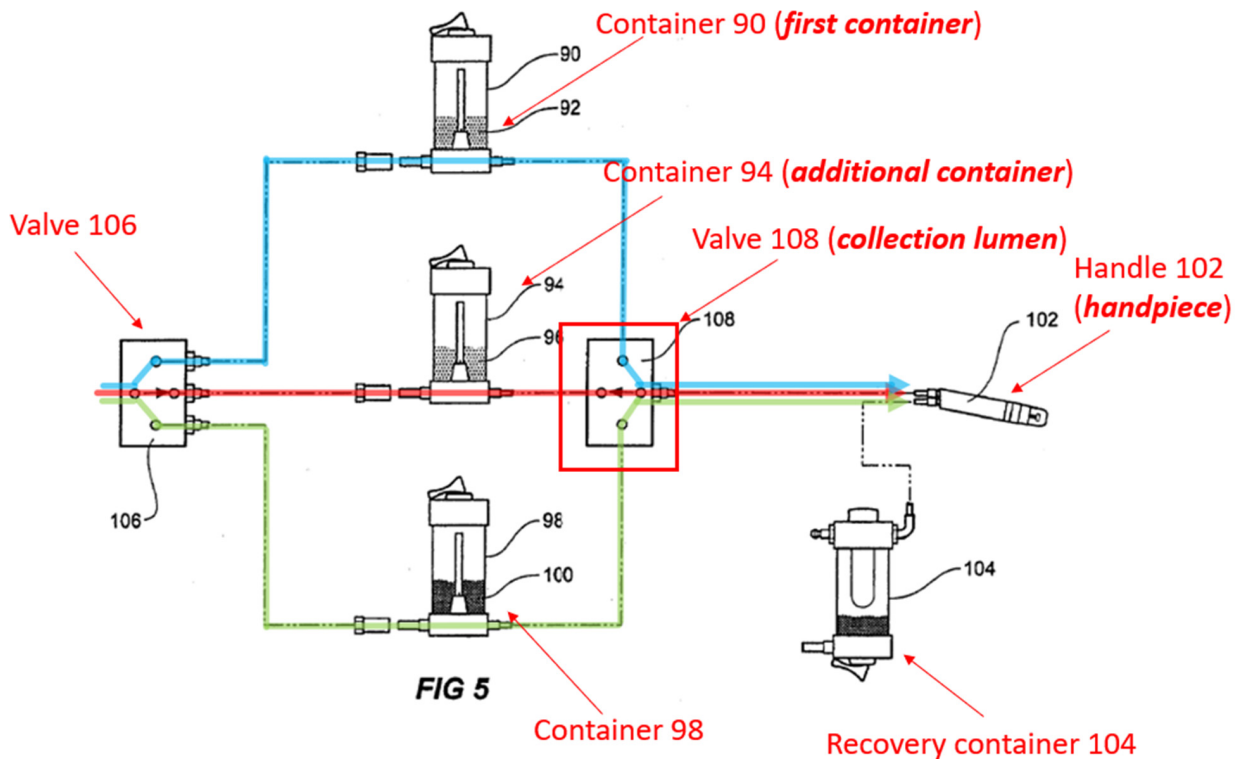 Container 90 (first container)
90
92
Container 94 (additional container)
Valve 106
Valve 108 (collection lumen)
94
108
96
Handle 102
(handpiece)
102
106
98
100
104
FIG 5
Container 98
Recovery container 104